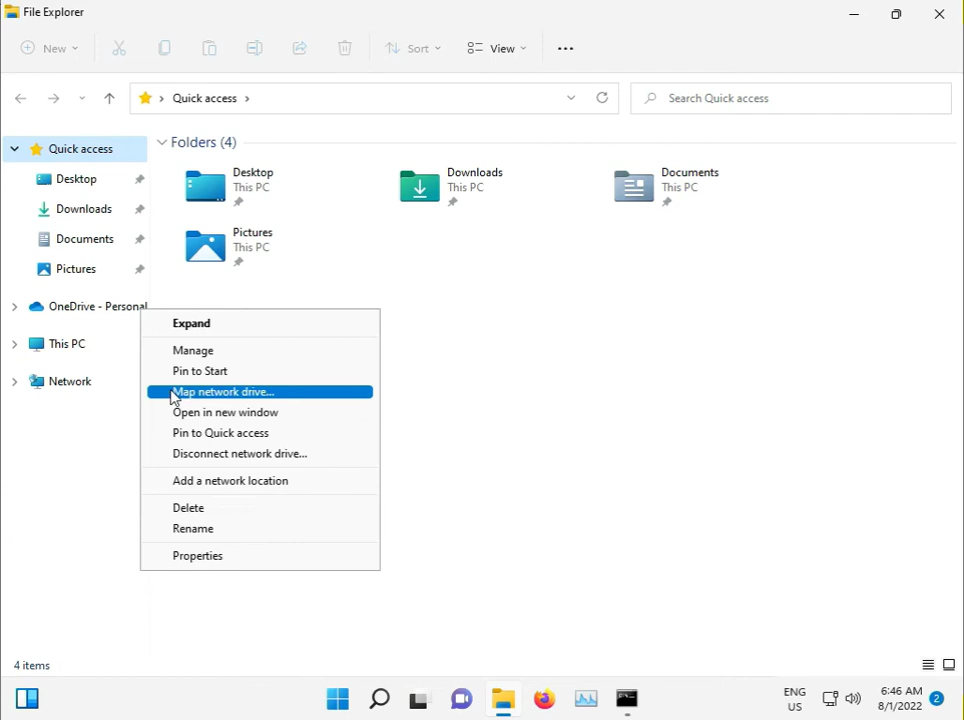 File Explorer
New
Sort
View
Quick access
Search Quick access
Quick access
Desktop
Downloads
Documents
Pictures
OneDrive - Personal
This PC
Network
Folders (4)
Desktop
This PC
Downloads
This PC
Documents
This PC
Pictures
This PC
Expand
Manage
Pin to Start
Map network drive...
Open in new window
Pin to Quick access
Disconnect network drive...
Add a network location
Delete
Rename
Properties
4 items
ENG
US
6:46 AM
8/1/2022
2